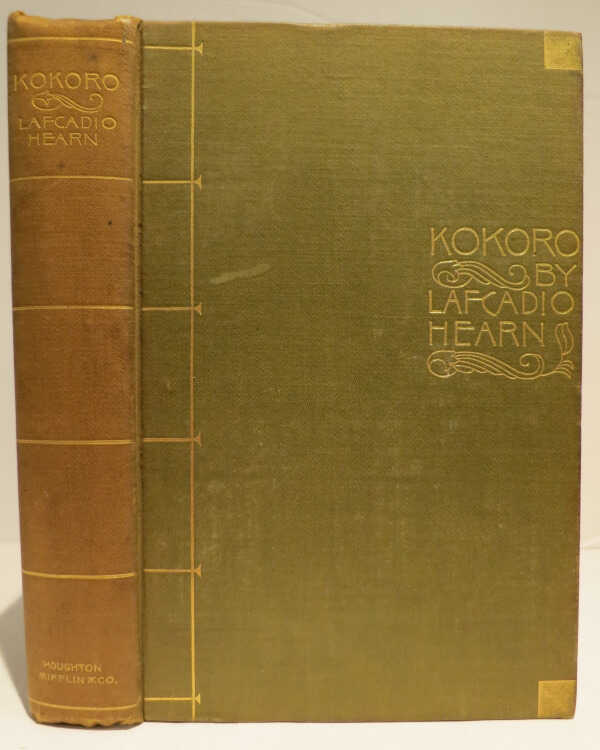 KOKORO
LAFCADIO
HEARN
HOUGHTON
MIFFLIN & CO.
KOKORO
BY
LAFCADIO
HEARN